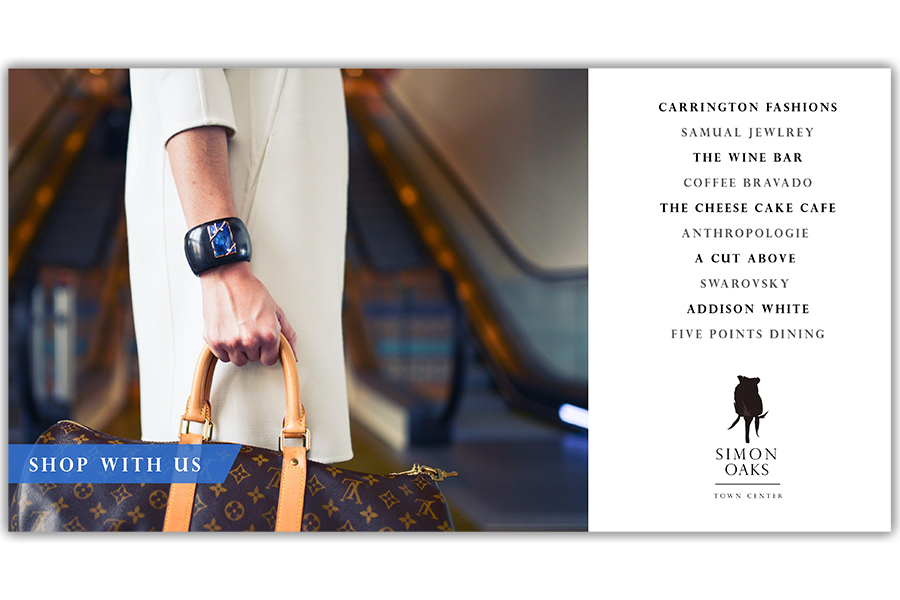 SHOP WITH US
CARRINGTON FASHIONS
SAMUAL JEWLREY
THE WINE BAR
COFFEE BRAVADO
THE CHEESE CAKE CAFE
ANTHROPOLOGIE
A CUT ABOVE
SWAROVSKY
ADDISON WHITE
FIVE POINTS DINING
SIMON
OAKS
TOWN CENTER